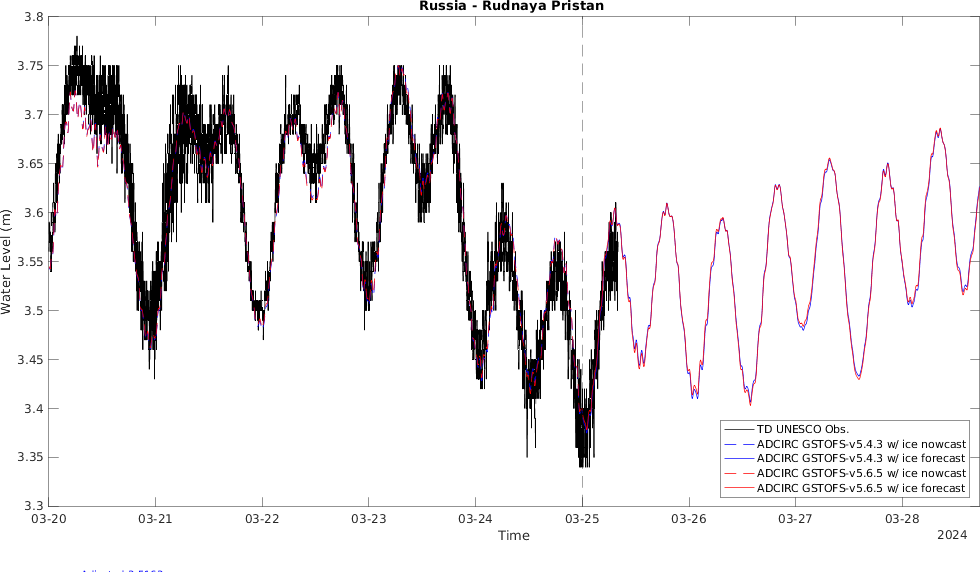 Russia - Rudnaya Pristan
3.8
3.75
3.7
3.65
3.6
3.55
3.5
3.45
3.4
3.35
3.3
Water Level (m)
TD UNESCO Obs.
ADCIRC GSTOFS-v5.4.3 w/ ice nowcast
ADCIRC GSTOFS-v5.4.3 w/ ice forecast
ADCIRC GSTOFS-v5.6.5 w/ ice nowcast
ADCIRC GSTOFS-v5.6.5 w/ ice forecast
03-20 03-21 03-22 03-23 03-24 03-25 03-26 03-27 03-28
Time
2024